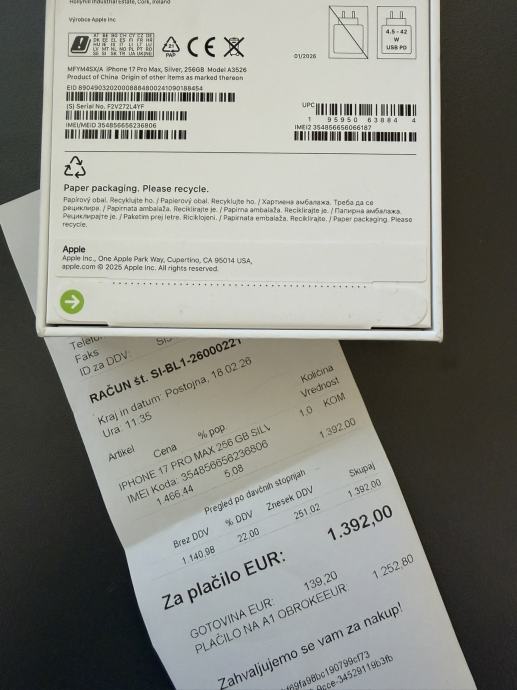 Hollyhill Industrial Estate, Cork, Ireland
Výrobce Apple Inc
PAP
01/2026
4.5 - 42
W
USB PD
MFYM4SX/A iPhone 17 Pro Max, Silver, 256GB Model A3526
Product of China Origin of other items as marked thereon
EID 89049032020008884800241090188454
(S) Serial No. F2V272L4YF
IMEI/MEID 354856656236806
UPC
1 95950 63884 4
IMEI2 354856656066187
Paper packaging. Please recycle.
Papírový obal. Recyklujte ho. / Papierový obal. Recyklujte ho. / Хартиена амбалажа. Треба да се
рециклира. / Papirnata ambalaža. Reciklirajte je. / Papirna ambalaža. Reciklirajte je. / Папирна амбалажа.
Рециклирајте је. / Paketim prej letre. Riciklojeni. / Papirnata embalaža. Reciklirajte jo. / Paper packaging. Please
recycle.
Apple
Apple Inc., One Apple Park Way, Cupertino, CA 95014 USA,
apple.com © 2025 Apple Inc. All rights reserved.
Faks
ID za DDV:
RAČUN št. SI-BL1-26000221
Kraj in datum: Postojna, 18.02.26
Ura: 11:35
Artikel Cena % pop Količina
Vrednost
IPHONE 17 PRO MAX 256 GB SILV 1.0 KOM
IMEI Koda: 354856656236806
1.466,44 5.08 1.392,00
Pregled po davčnih stopnjah
Brez DDV % DDV Znesek DDV Skupaj
1.140,98 22,00 251,02 1.392,00
Za plačilo EUR: 1.392,00
GOTOVINA EUR: 139,20
PLAČILO NA A1 OBROKEEUR: 1.252,80
Zahvaljujemo se vam za nakup!